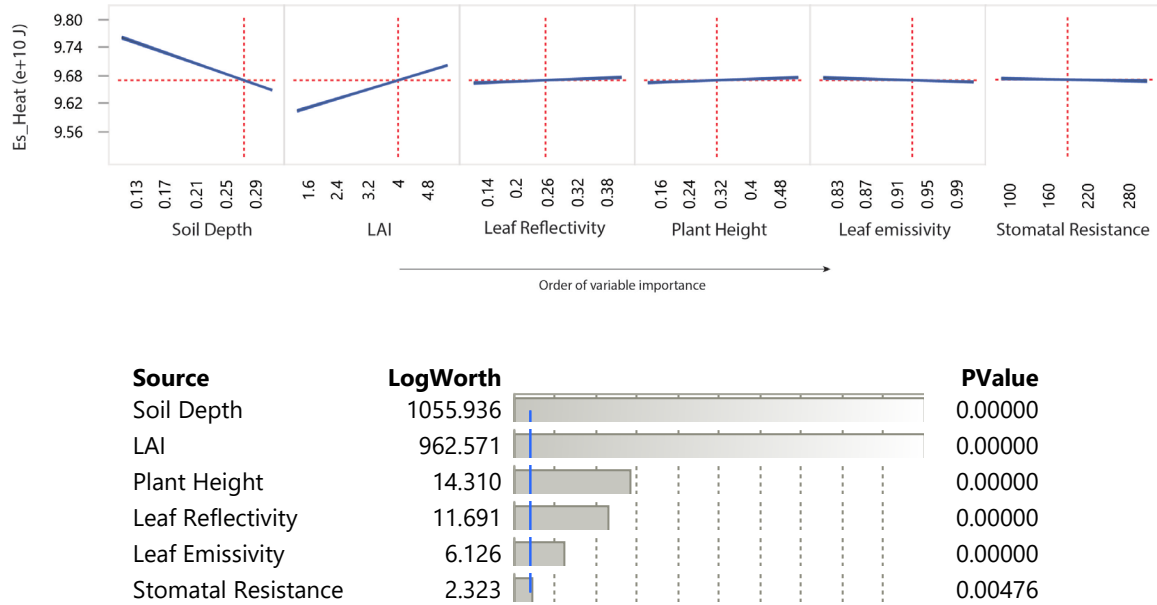 Es_Heat (e+10 J)
9.80
9.74
9.68
9.62
9.56
0.13 0.17 0.21 0.25 0.29 1.6 2.4 3.2 4 4.8 0.14 0.2 0.26 0.32 0.38 0.16 0.24 0.32 0.4 0.48 0.83 0.87 0.91 0.95 0.99 100 160 220 280
Soil Depth LAI Leaf Reflectivity Plant Height Leaf emissivity Stomatal Resistance
Order of variable importance
Source LogWorth PValue
Soil Depth 1055.936 0.00000
LAI 962.571 0.00000
Plant Height 14.310 0.00000
Leaf Reflectivity 11.691 0.00000
Leaf Emissivity 6.126 0.00000
Stomatal Resistance 2.323 0.00476